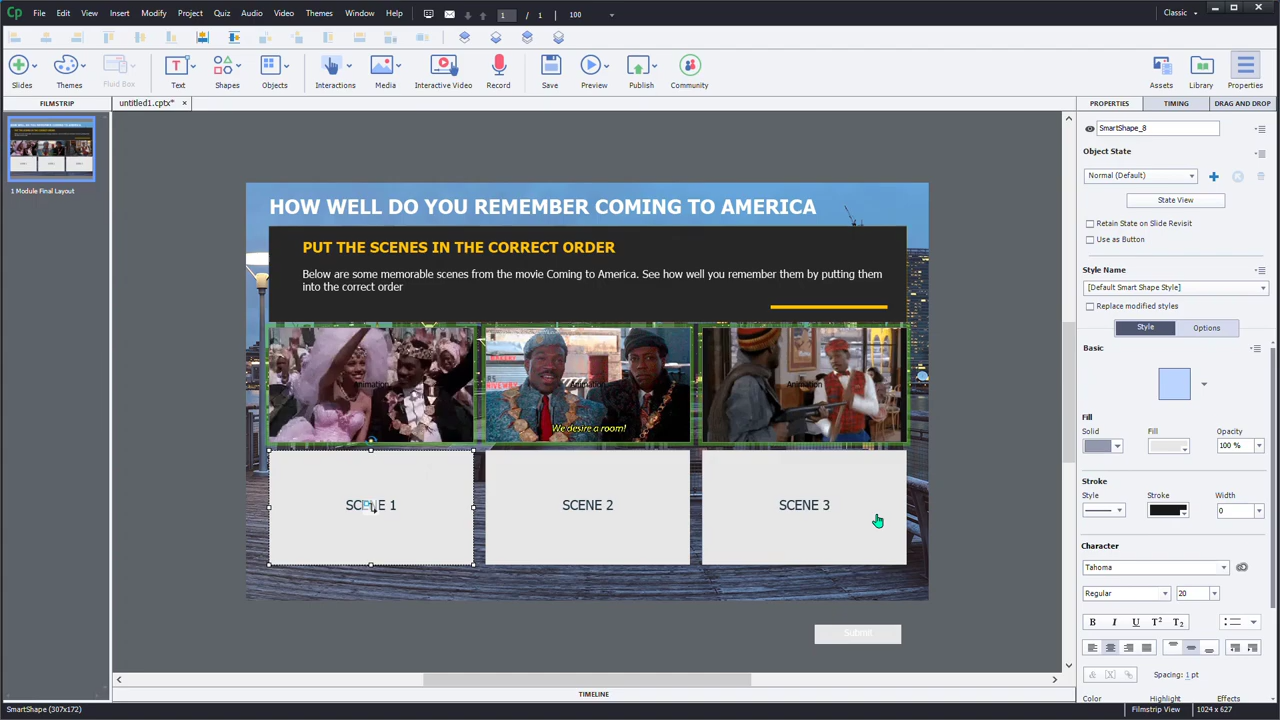 Cp File Edit View Insert Modify Project Quiz Audio Video Themes Window Help 1 / 1 100 Classic
Slides Themes Fluid Box Text Shapes Objects Interactions Media Interactive Video Record Save Preview Publish Community Assets Library Properties
FILMSTRIP untitled1.cptx* PROPERTIES TIMING DRAG AND DROP
1 Module Final Layout
HOW WELL DO YOU REMEMBER COMING TO AMERICA
PUT THE SCENES IN THE CORRECT ORDER
Below are some memorable scenes from the movie Coming to America. See how well you remember them by putting them
into the correct order
Animation Animation Animation
We desire a room!
SCENE 1 SCENE 2 SCENE 3
Submit
TIMELINE
SmartShape_8
Object State
Normal (Default)
State View
Retain State on Slide Revisit
Use as Button
Style Name
[Default Smart Shape Style]
Replace modified styles
Style Options
Basic
Fill
Solid Fill Opacity
100 %
Stroke
Style Stroke Width
0
Character
Tahoma
Regular 20
B I U T² T₂
Spacing: 1 pt
Color Highlight Effects
SmartShape (307x172) Filmstrip View 1024 x 627